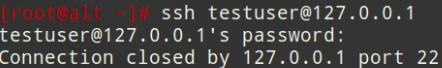 [root@alt ~]# ssh testuser@127.0.0.1
testuser@127.0.0.1's password:
Connection closed by 127.0.0.1 port 22